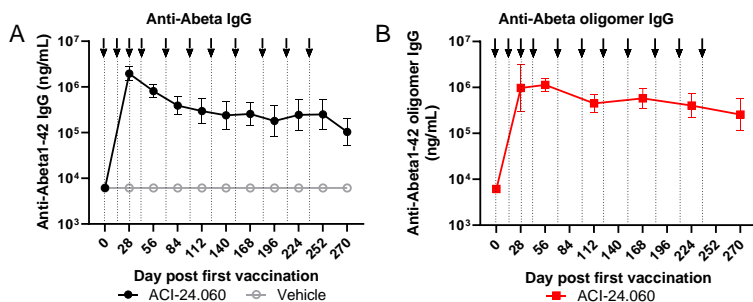 A
Anti-Abeta IgG
Anti-Abeta1-42 IgG (ng/mL)
10⁷
10⁶
10⁵
10⁴
10³
0
28
56
84
112
140
168
196
224
252
270
Day post first vaccination
ACI-24.060
Vehicle
B
Anti-Abeta oligomer IgG
Anti-Abeta1-42 oligomer IgG
(ng/mL)
10⁷
10⁶
10⁵
10⁴
10³
0
28
56
84
112
140
168
196
224
252
270
Day post first vaccination
ACI-24.060